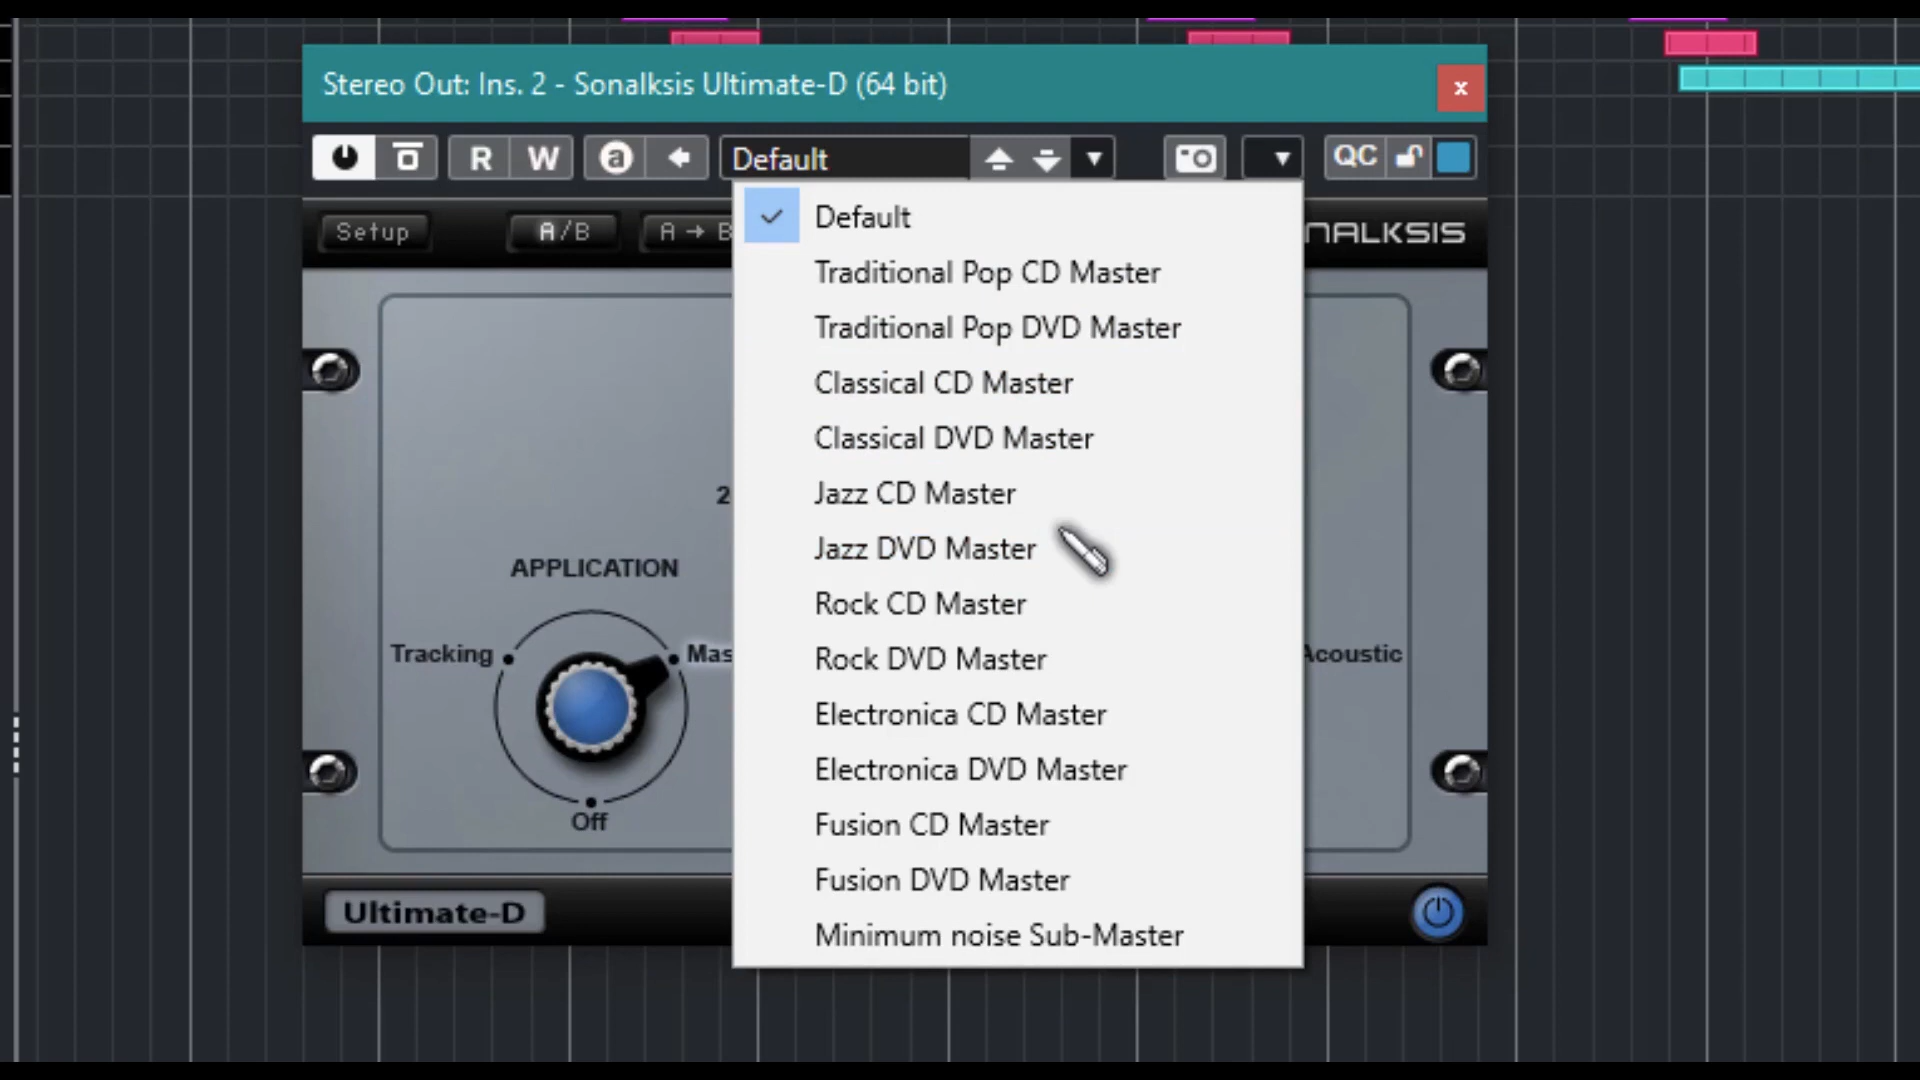 Stereo Out: Ins. 2 - Sonalksis Ultimate-D (64 bit)
x
R W a Default QC
Setup A/B A → B NALKSIS
Default
Traditional Pop CD Master
Traditional Pop DVD Master
Classical CD Master
Classical DVD Master
Jazz CD Master
2
Jazz DVD Master
APPLICATION
Rock CD Master
Tracking Mas Rock DVD Master Acoustic
Electronica CD Master
Electronica DVD Master
Off Fusion CD Master
Fusion DVD Master
Ultimate-D
Minimum noise Sub-Master